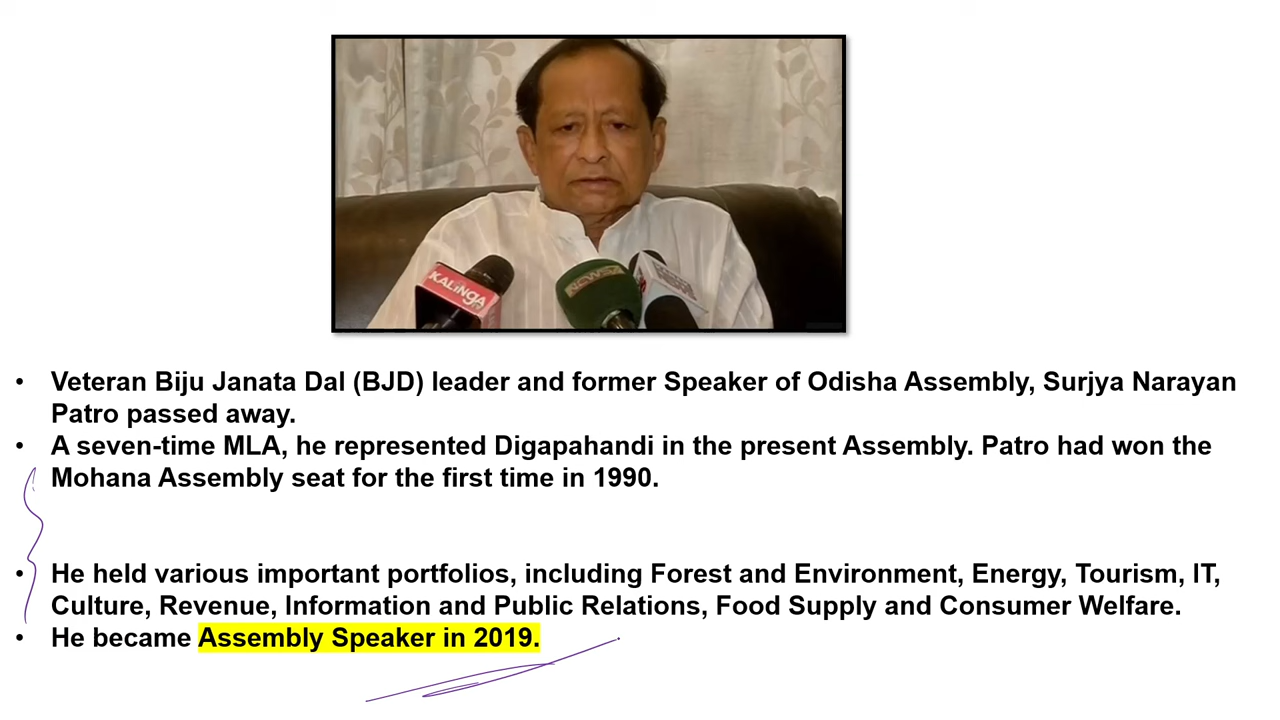 KALiNGA
TV
NEWS
• Veteran Biju Janata Dal (BJD) leader and former Speaker of Odisha Assembly, Surjya Narayan
Patro passed away.
• A seven-time MLA, he represented Digapahandi in the present Assembly. Patro had won the
Mohana Assembly seat for the first time in 1990.
• He held various important portfolios, including Forest and Environment, Energy, Tourism, IT,
Culture, Revenue, Information and Public Relations, Food Supply and Consumer Welfare.
• He became Assembly Speaker in 2019.